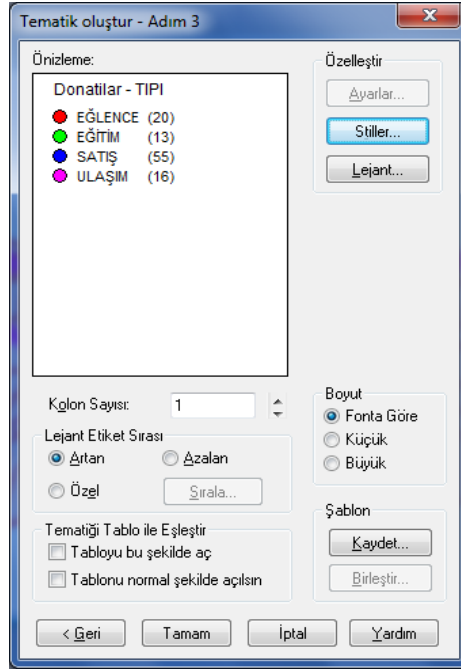 Tematik oluştur - Adım 3
Önizleme:
Donatilar - TIPI
EĞLENCE (20)
EĞİTİM (13)
SATIŞ (55)
ULAŞIM (16)
Özelleştir
Ayarlar...
Stiller...
Lejant...
Kolon Sayısı: 1
Lejant Etiket Sırası
Artan Azalan
Özel Sırala...
Boyut
Fonta Göre
Küçük
Büyük
Tematiği Tablo ile Eşleştir
Tabloyu bu şekilde aç
Tablonu normal şekilde açılsın
Şablon
Kaydet...
Birleştir...
< Geri Tamam İptal Yardım